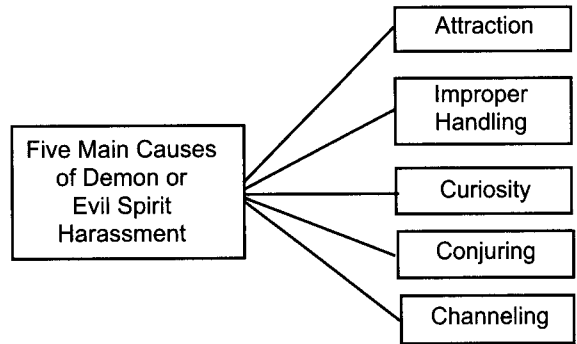 Five Main Causes
of Demon or
Evil Spirit
Harassment
Attraction
Improper
Handling
Curiosity
Conjuring
Channeling